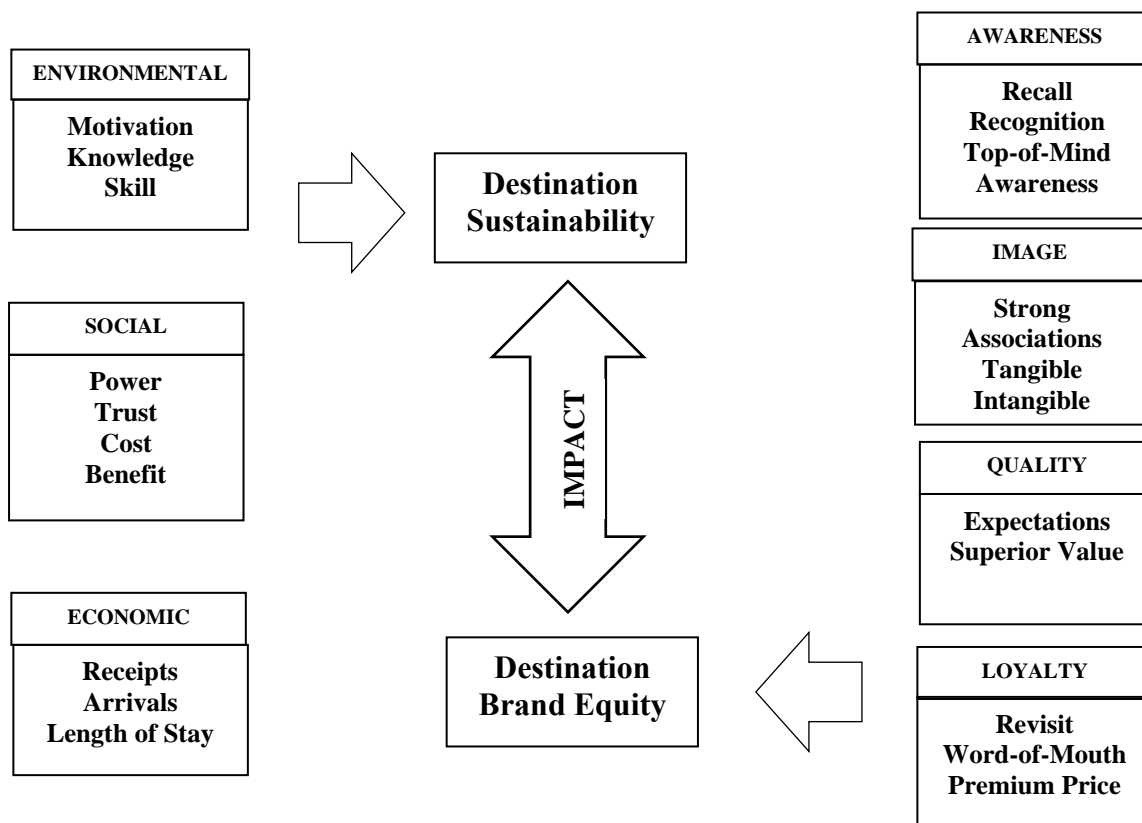 ENVIRONMENTAL
Motivation
Knowledge
Skill
SOCIAL
Power
Trust
Cost
Benefit
ECONOMIC
Receipts
Arrivals
Length of Stay
Destination
Sustainability
IMPACT
Destination
Brand Equity
AWARENESS
Recall
Recognition
Top-of-Mind
Awareness
IMAGE
Strong
Associations
Tangible
Intangible
QUALITY
Expectations
Superior Value
LOYALTY
Revisit
Word-of-Mouth
Premium Price